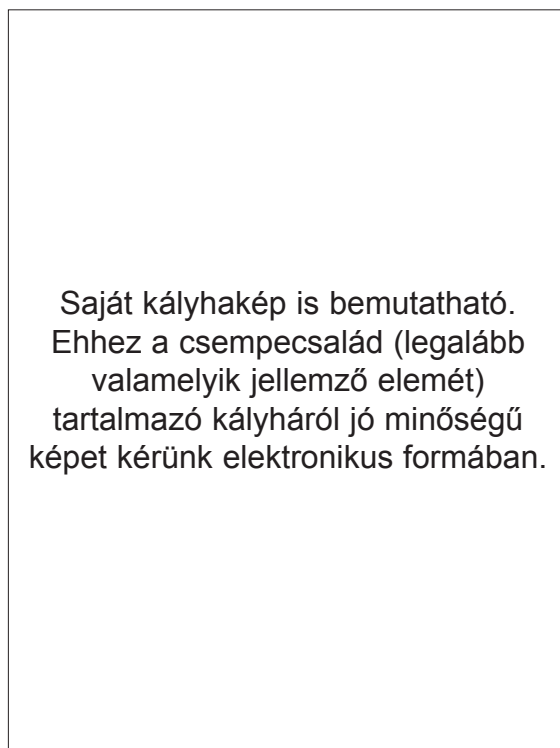 Saját kályhakép is bemutatható.
Ehhez a csempecsalád (legalább
valamelyik jellemző elemét)
tartalmazó kályháról jó minőségű
képet kérünk elektronikus formában.